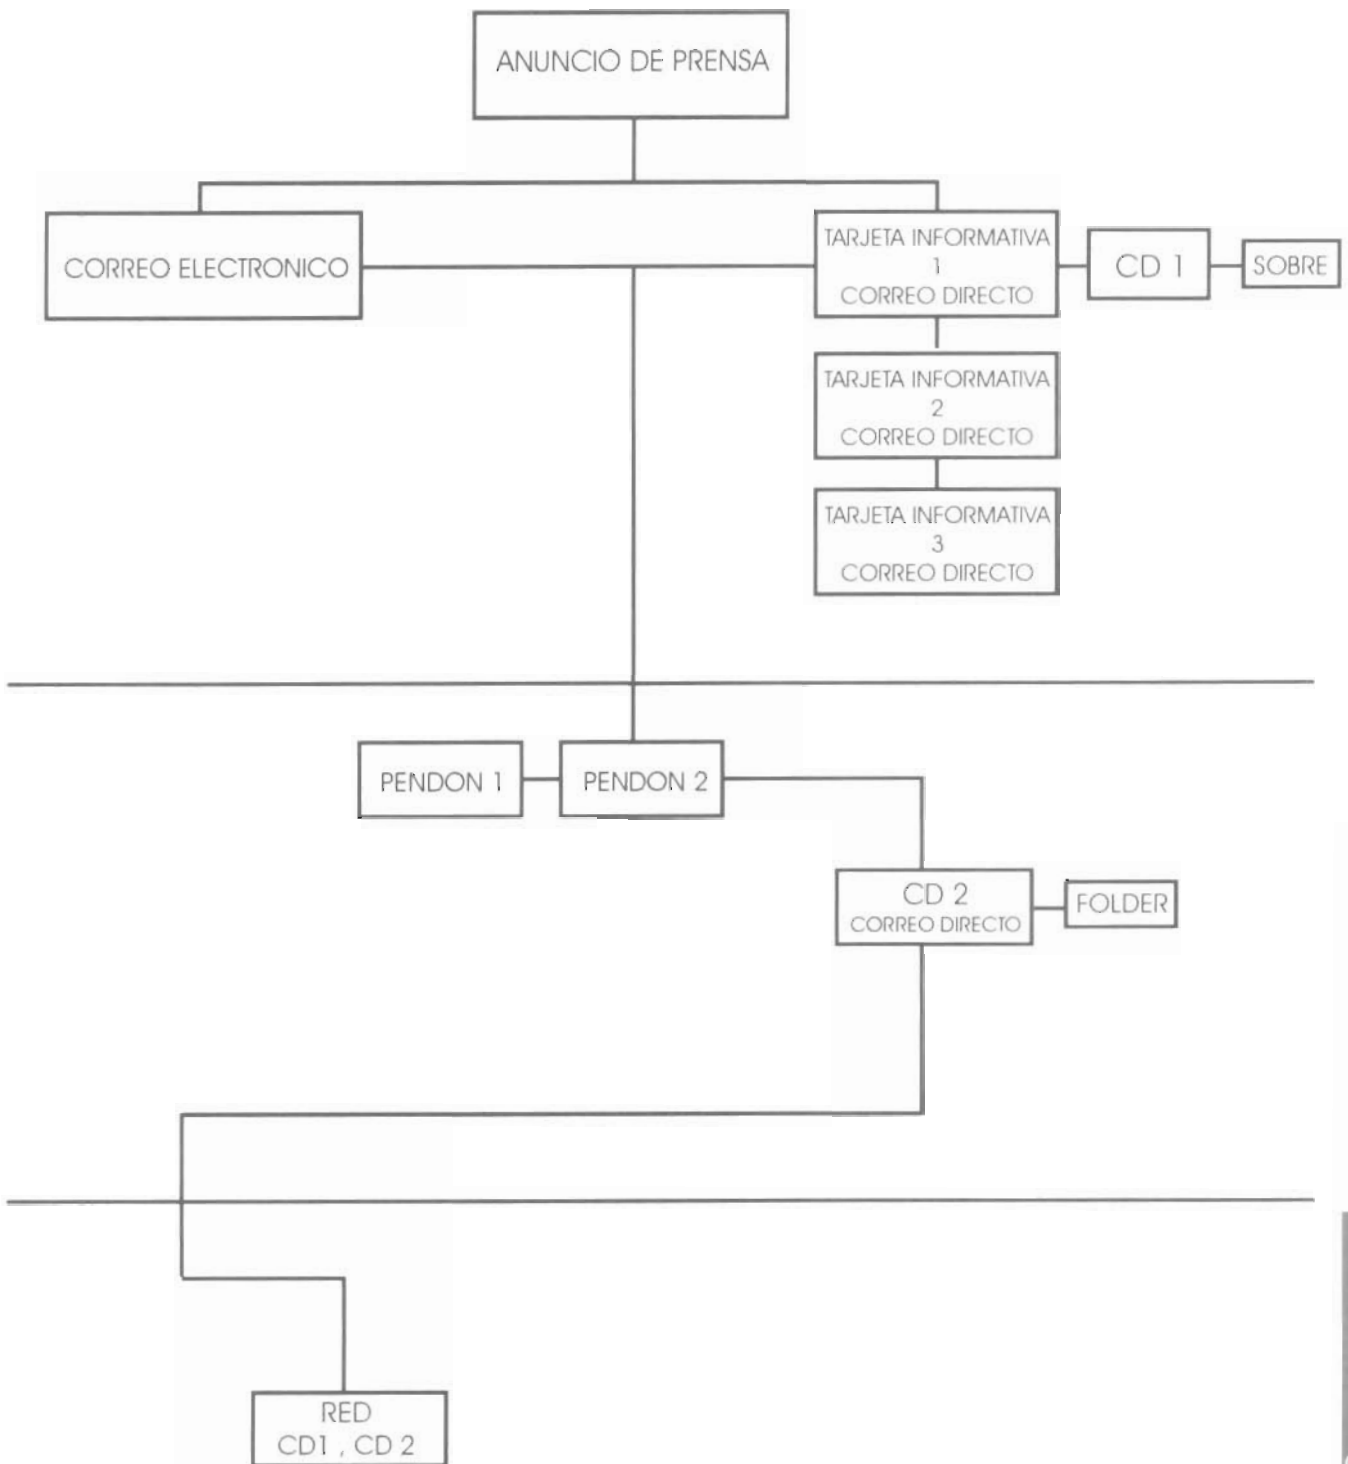 ANUNCIO DE PRENSA
CORREO ELECTRONICO
TARJETA INFORMATIVA
1
CORREO DIRECTO
CD 1
SOBRE
TARJETA INFORMATIVA
2
CORREO DIRECTO
TARJETA INFORMATIVA
3
CORREO DIRECTO
PENDON 1
PENDON 2
CD 2
CORREO DIRECTO
FOLDER
RED
CD1 , CD 2